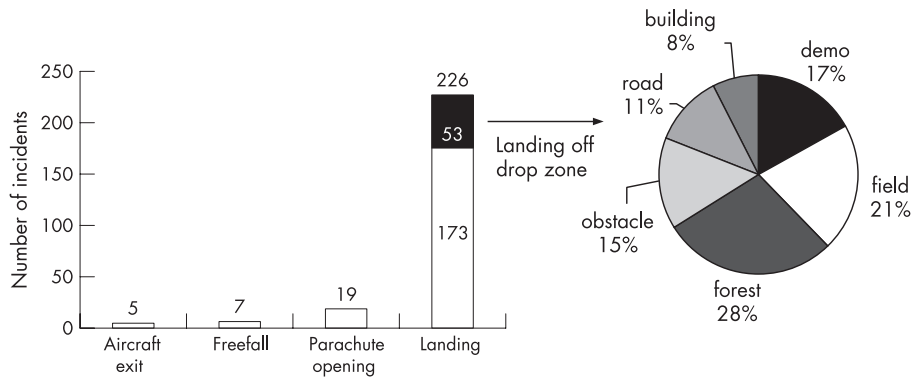 Number of incidents
250
200
150
100
50
0
5
7
19
226
53
173
Aircraft
exit
Freefall
Parachute
opening
Landing
Landing off
drop zone
building
8%
demo
17%
road
11%
field
21%
obstacle
15%
forest
28%